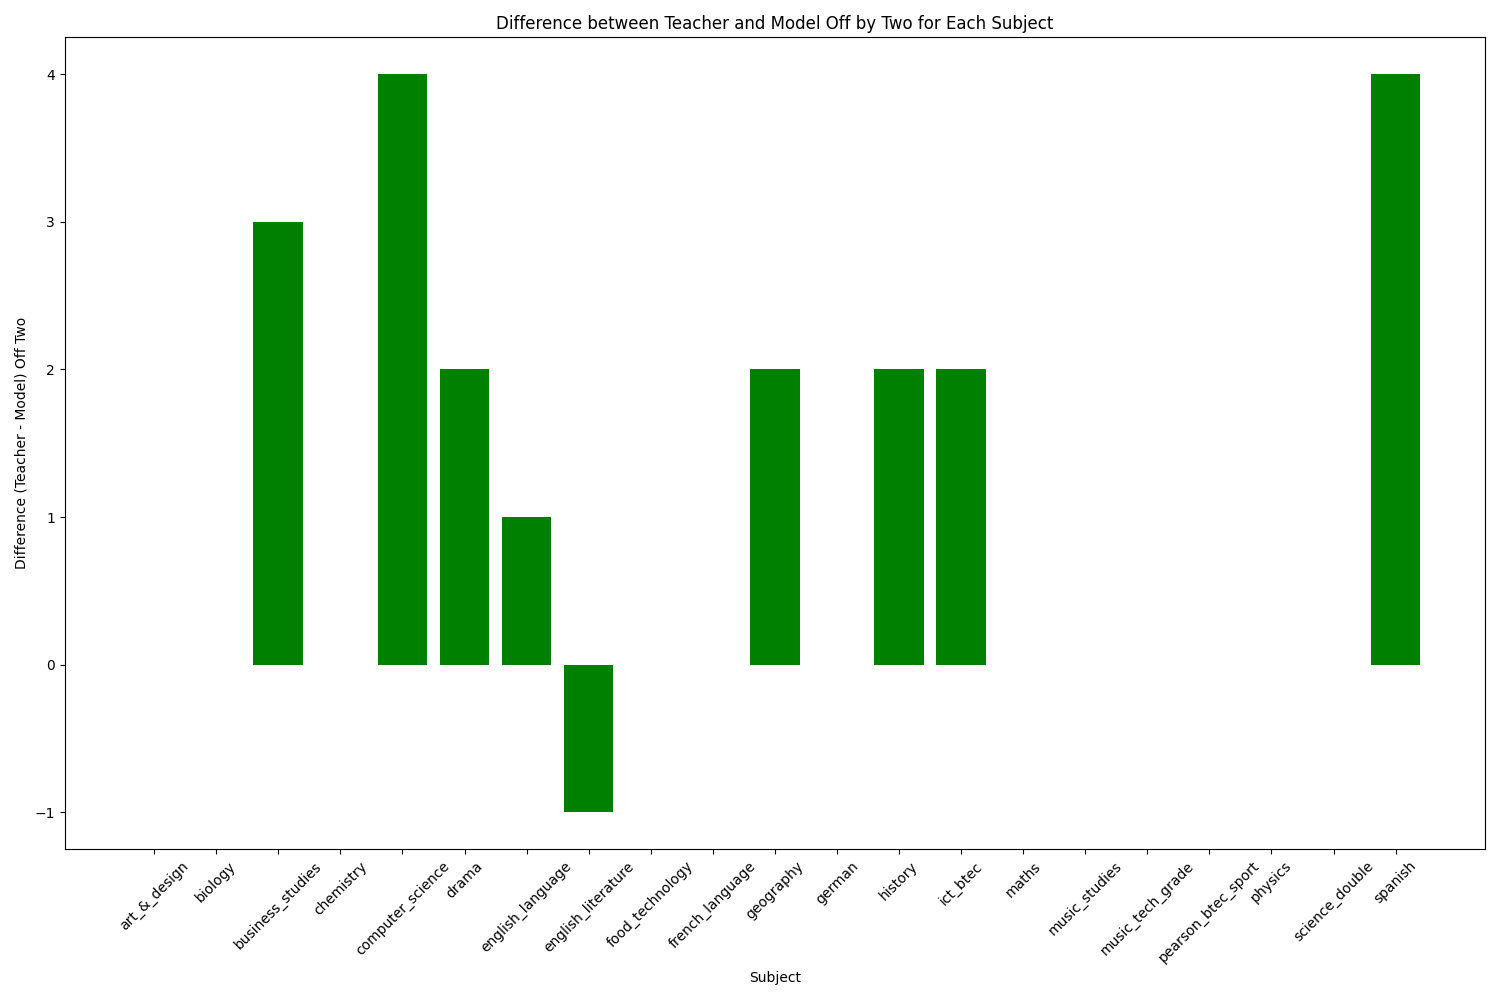 Difference between Teacher and Model Off by Two for Each Subject
Difference (Teacher - Model) Off Two
4
3
2
1
0
−1
art_&_design
biology
business_studies
chemistry
computer_science
drama
english_language
english_literature
food_technology
french_language
geography
german
history
ict_btec
maths
music_studies
music_tech_grade
pearson_btec_sport
physics
science_double
spanish
Subject